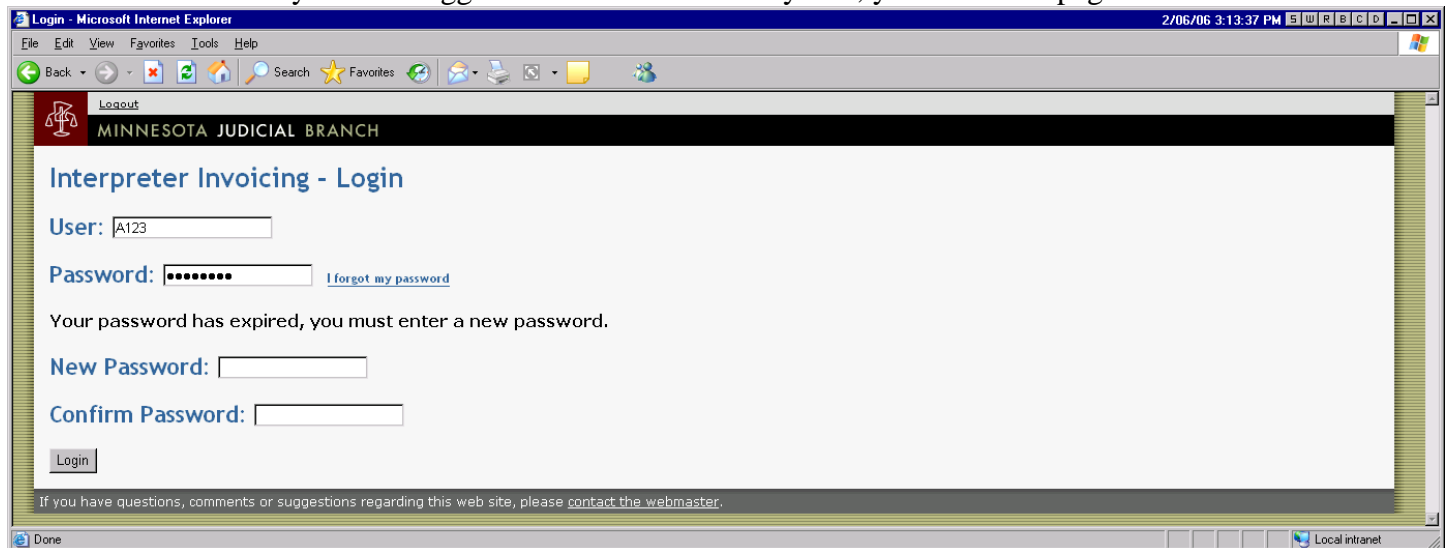 Login - Microsoft Internet Explorer 2/06/06 3:13:37 PM S W R B C D
File Edit View Favorites Tools Help
Back Search Favorites
Logout
MINNESOTA JUDICIAL BRANCH
Interpreter Invoicing - Login
User: A123
Password: •••••••• I forgot my password
Your password has expired, you must enter a new password.
New Password:
Confirm Password:
Login
If you have questions, comments or suggestions regarding this web site, please contact the webmaster.
Done Local intranet